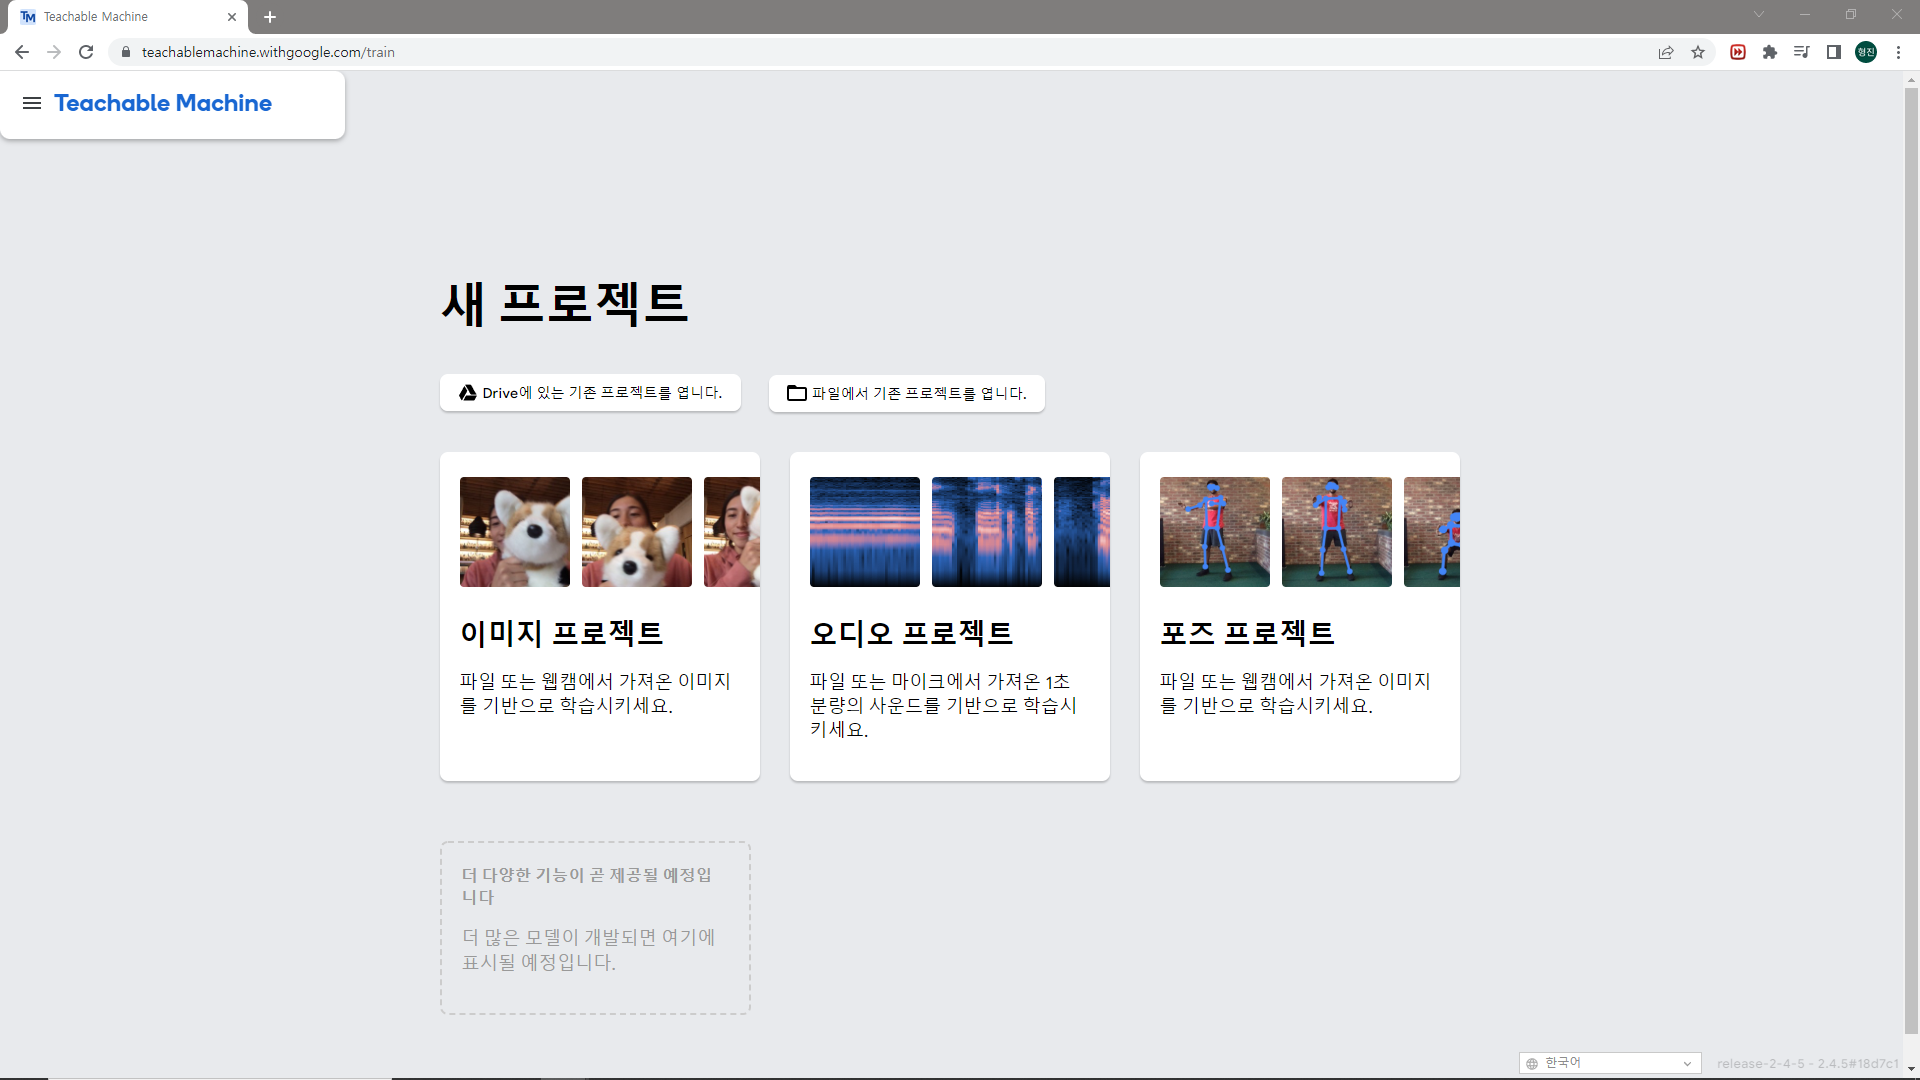 Teachable Machine
teachablemachine.withgoogle.com/train
형진
Teachable Machine
새 프로젝트
Drive에 있는 기존 프로젝트를 엽니다.
파일에서 기존 프로젝트를 엽니다.
이미지 프로젝트
파일 또는 웹캠에서 가져온 이미지
를 기반으로 학습시키세요.
오디오 프로젝트
파일 또는 마이크에서 가져온 1초
분량의 사운드를 기반으로 학습시
키세요.
포즈 프로젝트
파일 또는 웹캠에서 가져온 이미지
를 기반으로 학습시키세요.
더 다양한 기능이 곧 제공될 예정입
니다
더 많은 모델이 개발되면 여기에
표시될 예정입니다.
한국어
release-2-4-5 - 2.4.5#18d7c1